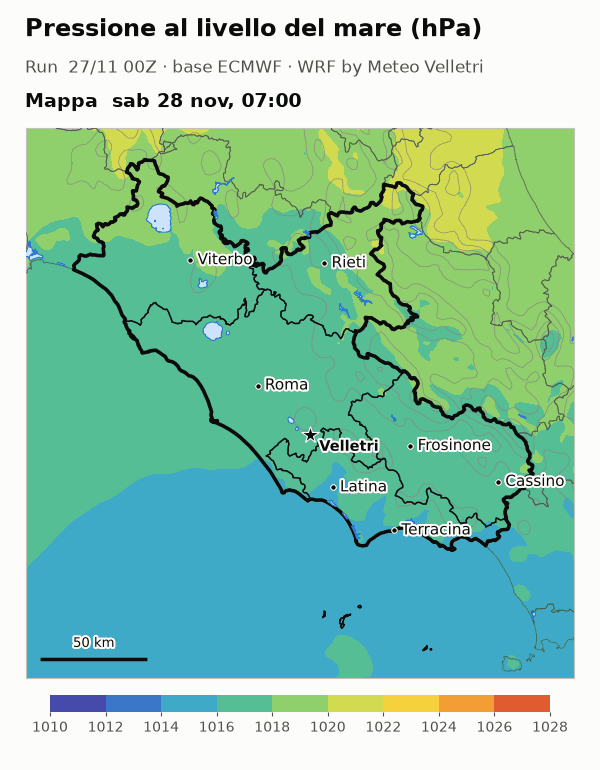 Pressione al livello del mare (hPa)
Run 27/11 00Z · base ECMWF · WRF by Meteo Velletri
Mappa sab 28 nov, 07:00
Viterbo
Rieti
Roma
Velletri
Frosinone
Cassino
Latina
Terracina
50 km
1010 1012 1014 1016 1018 1020 1022 1024 1026 1028